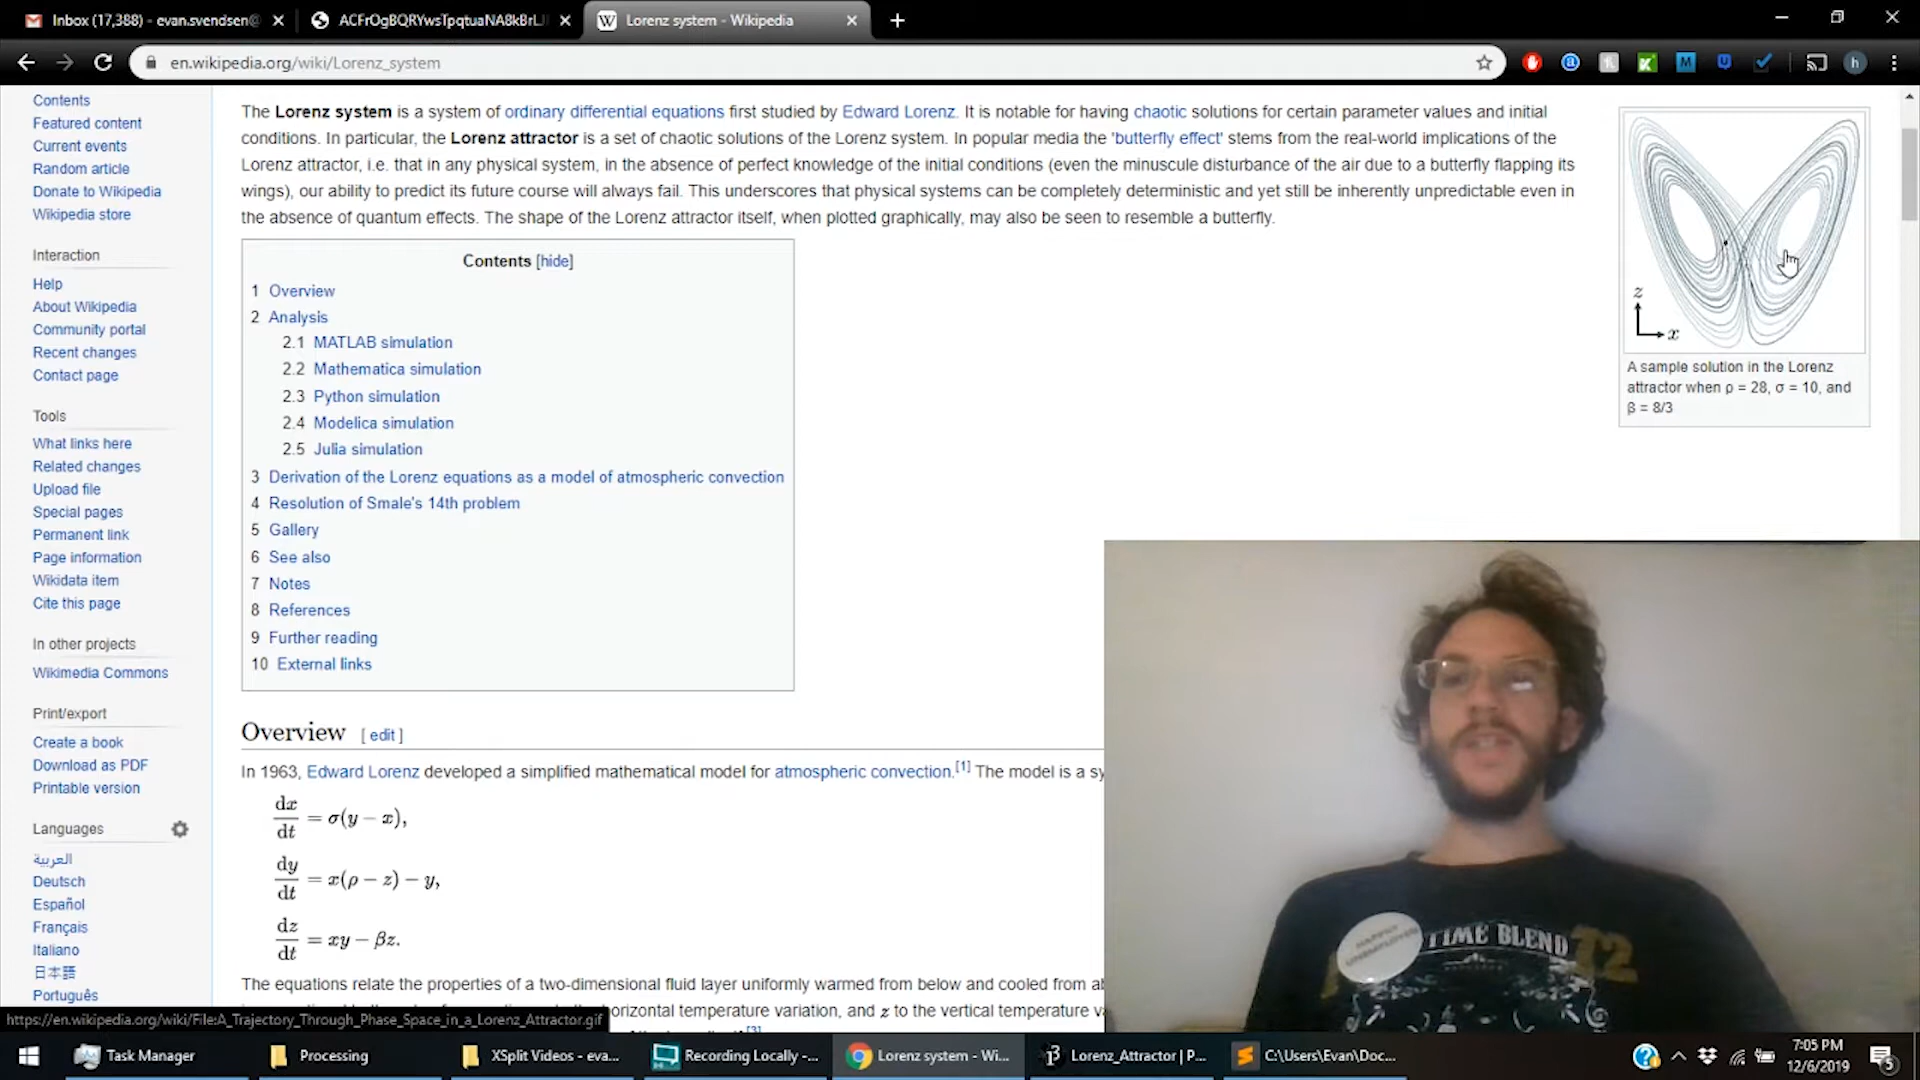 Inbox (17,388) - evan.svendsen@
ACFrOgBQRYwsTpqtuaNA8kBrLJ
Lorenz system - Wikipedia
en.wikipedia.org/wiki/Lorenz_system
Contents
Featured content
Current events
Random article
Donate to Wikipedia
Wikipedia store
Interaction
Help
About Wikipedia
Community portal
Recent changes
Contact page
Tools
What links here
Related changes
Upload file
Special pages
Permanent link
Page information
Wikidata item
Cite this page
In other projects
Wikimedia Commons
Print/export
Create a book
Download as PDF
Printable version
Languages
العربية
Deutsch
Español
Français
Italiano
日本語
Português
The Lorenz system is a system of ordinary differential equations first studied by Edward Lorenz. It is notable for having chaotic solutions for certain parameter values and initial
conditions. In particular, the Lorenz attractor is a set of chaotic solutions of the Lorenz system. In popular media the 'butterfly effect' stems from the real-world implications of the
Lorenz attractor, i.e. that in any physical system, in the absence of perfect knowledge of the initial conditions (even the minuscule disturbance of the air due to a butterfly flapping its
wings), our ability to predict its future course will always fail. This underscores that physical systems can be completely deterministic and yet still be inherently unpredictable even in
the absence of quantum effects. The shape of the Lorenz attractor itself, when plotted graphically, may also be seen to resemble a butterfly.
z
x
A sample solution in the Lorenz
attractor when ρ = 28, σ = 10, and
β = 8/3
Contents [hide]
1 Overview
2 Analysis
2.1 MATLAB simulation
2.2 Mathematica simulation
2.3 Python simulation
2.4 Modelica simulation
2.5 Julia simulation
3 Derivation of the Lorenz equations as a model of atmospheric convection
4 Resolution of Smale's 14th problem
5 Gallery
6 See also
7 Notes
8 References
9 Further reading
10 External links
Overview [ edit ]
In 1963, Edward Lorenz developed a simplified mathematical model for atmospheric convection.[1] The model is a sy
dx/dt = σ(y − x),
dy/dt = x(ρ − z) − y,
dz/dt = xy − βz.
The equations relate the properties of a two-dimensional fluid layer uniformly warmed from below and cooled from ab
horizontal temperature variation, and z to the vertical temperature va
[3]
https://en.wikipedia.org/wiki/File:A_Trajectory_Through_Phase_Space_in_a_Lorenz_Attractor.gif
TIME BLEND
72
Task Manager
Processing
XSplit Videos - eva...
Recording Locally -...
Lorenz system - Wi...
Lorenz_Attractor | P...
C:\Users\Evan\Doc...
7:05 PM
12/6/2019
5